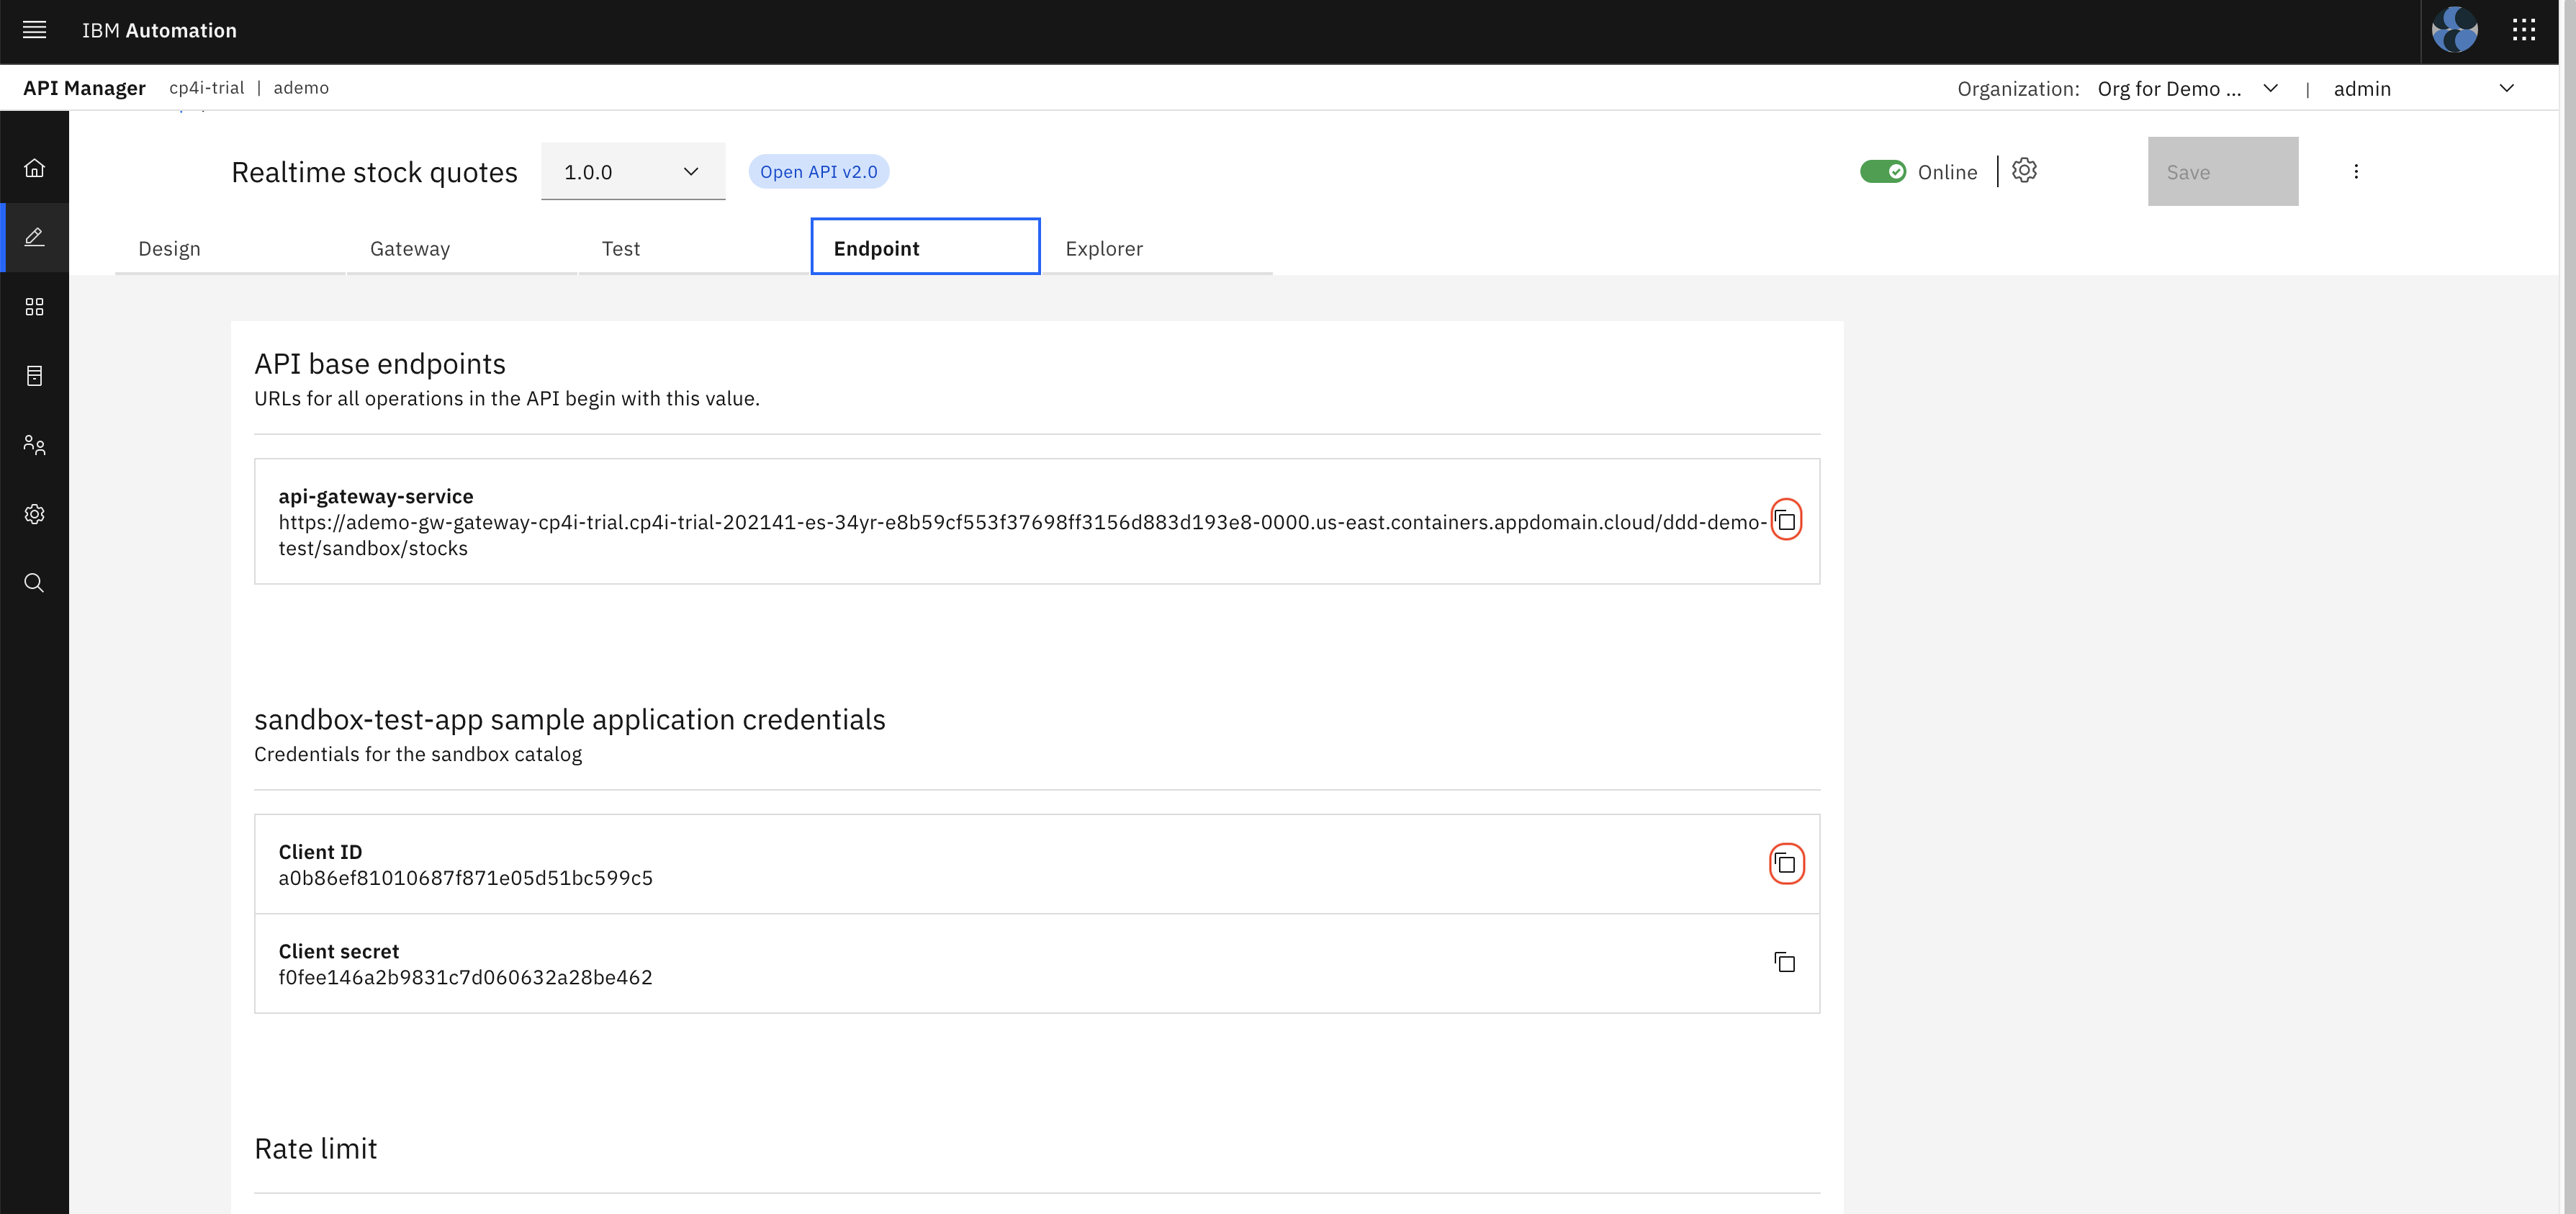 IBM Automation
API Manager cp4i-trial | ademo Organization: Org for Demo ... | admin
Realtime stock quotes 1.0.0 Open API v2.0 Online Save
Design Gateway Test Endpoint Explorer
API base endpoints
URLs for all operations in the API begin with this value.
api-gateway-service
https://ademo-gw-gateway-cp4i-trial.cp4i-trial-202141-es-34yr-e8b59cf553f37698ff3156d883d193e8-0000.us-east.containers.appdomain.cloud/ddd-demo-
test/sandbox/stocks
sandbox-test-app sample application credentials
Credentials for the sandbox catalog
Client ID
a0b86ef81010687f871e05d51bc599c5
Client secret
f0fee146a2b9831c7d060632a28be462
Rate limit